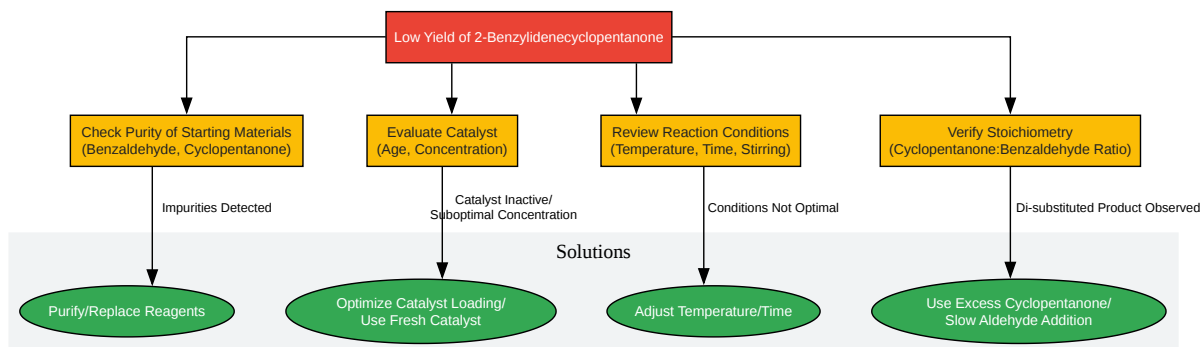 Low Yield of 2-Benzylidenecyclopentanone
Check Purity of Starting Materials
(Benzaldehyde, Cyclopentanone)
Evaluate Catalyst
(Age, Concentration)
Review Reaction Conditions
(Temperature, Time, Stirring)
Verify Stoichiometry
(Cyclopentanone:Benzaldehyde Ratio)
Impurities Detected
Catalyst Inactive/
Suboptimal Concentration
Conditions Not Optimal
Di-substituted Product Observed
Solutions
Purify/Replace Reagents
Optimize Catalyst Loading/
Use Fresh Catalyst
Adjust Temperature/Time
Use Excess Cyclopentanone/
Slow Aldehyde Addition